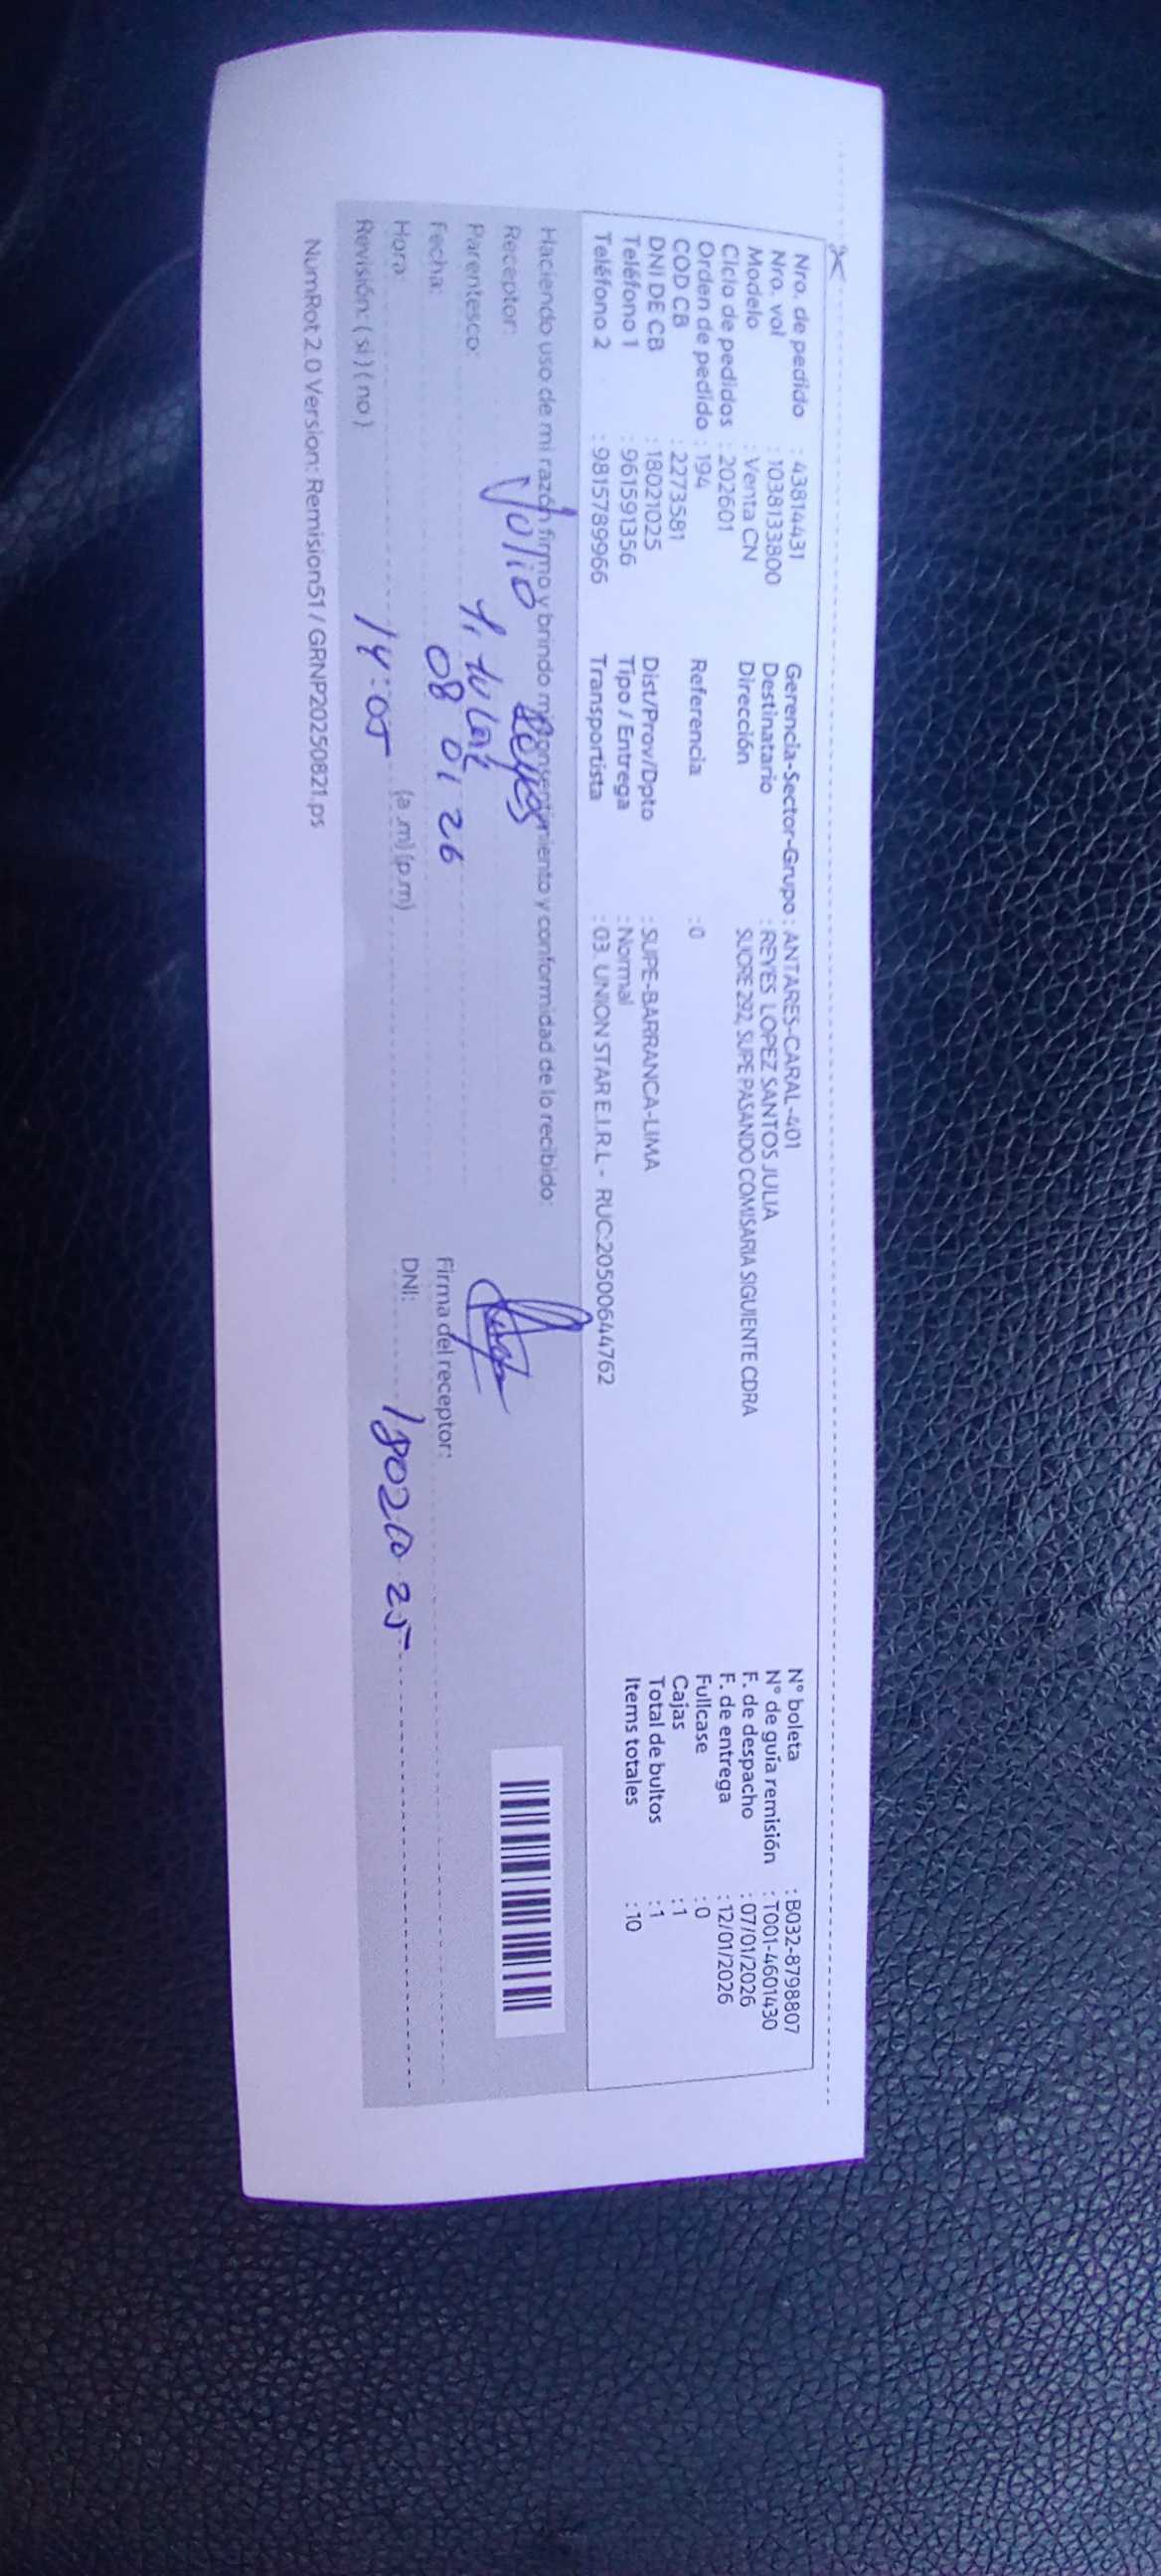 Nro. de pedido : 43814431
Nro. vol : 1038133800
Modelo : Venta CN
Ciclo de pedidos : 202601
Orden de pedido : 194
COD CB : 2273581
DNI DE CB : 18021025
Teléfono 1 : 961591356
Teléfono 2 : 9815789966
Gerencia-Sector-Grupo : ANTARES-CARAL-401
Destinatario : REYES LOPEZ SANTOS JULIA
Dirección SUCRE 292, SUPE PASANDO COMISARIA SIGUIENTE CDRA
Referencia : 0
Dist/Prov/Dpto : SUPE-BARRANCA-LIMA
Tipo / Entrega : Normal
Transportista : 03. UNION STAR E.I.R.L - RUC:20500644762
N° boleta : B032-8798807
N° de guía remisión : T001-4601430
F. de despacho : 07/01/2026
F. de entrega : 12/01/2026
Fullcase : 0
Cajas : 1
Total de bultos : 1
Items totales : 10
Haciendo uso de mi razón firmo y brindo mi consentimiento y conformidad de lo recibido:
Receptor: Reyes
Parentesco: Titular
Fecha: 08 01 26
Hora: 14:05 (a.m) (p.m)
Revisión: ( si ) ( no )
Firma del receptor:
DNI:
NumRot 2.0 Version: Remision51 / GRNP20250821.ps